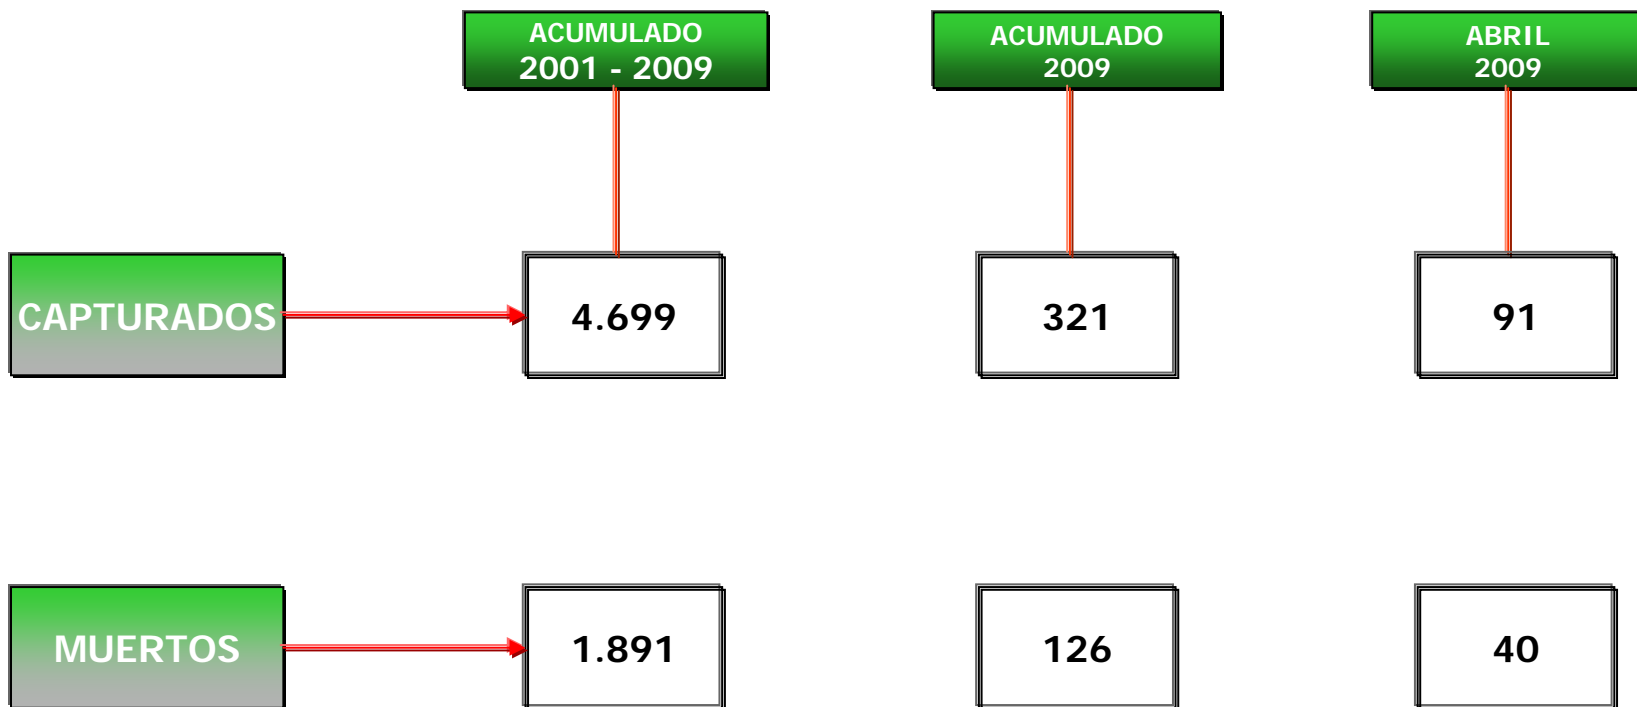 ACUMULADO
2001 - 2009
ACUMULADO
2009
ABRIL
2009
CAPTURADOS
4.699
321
91
MUERTOS
1.891
126
40